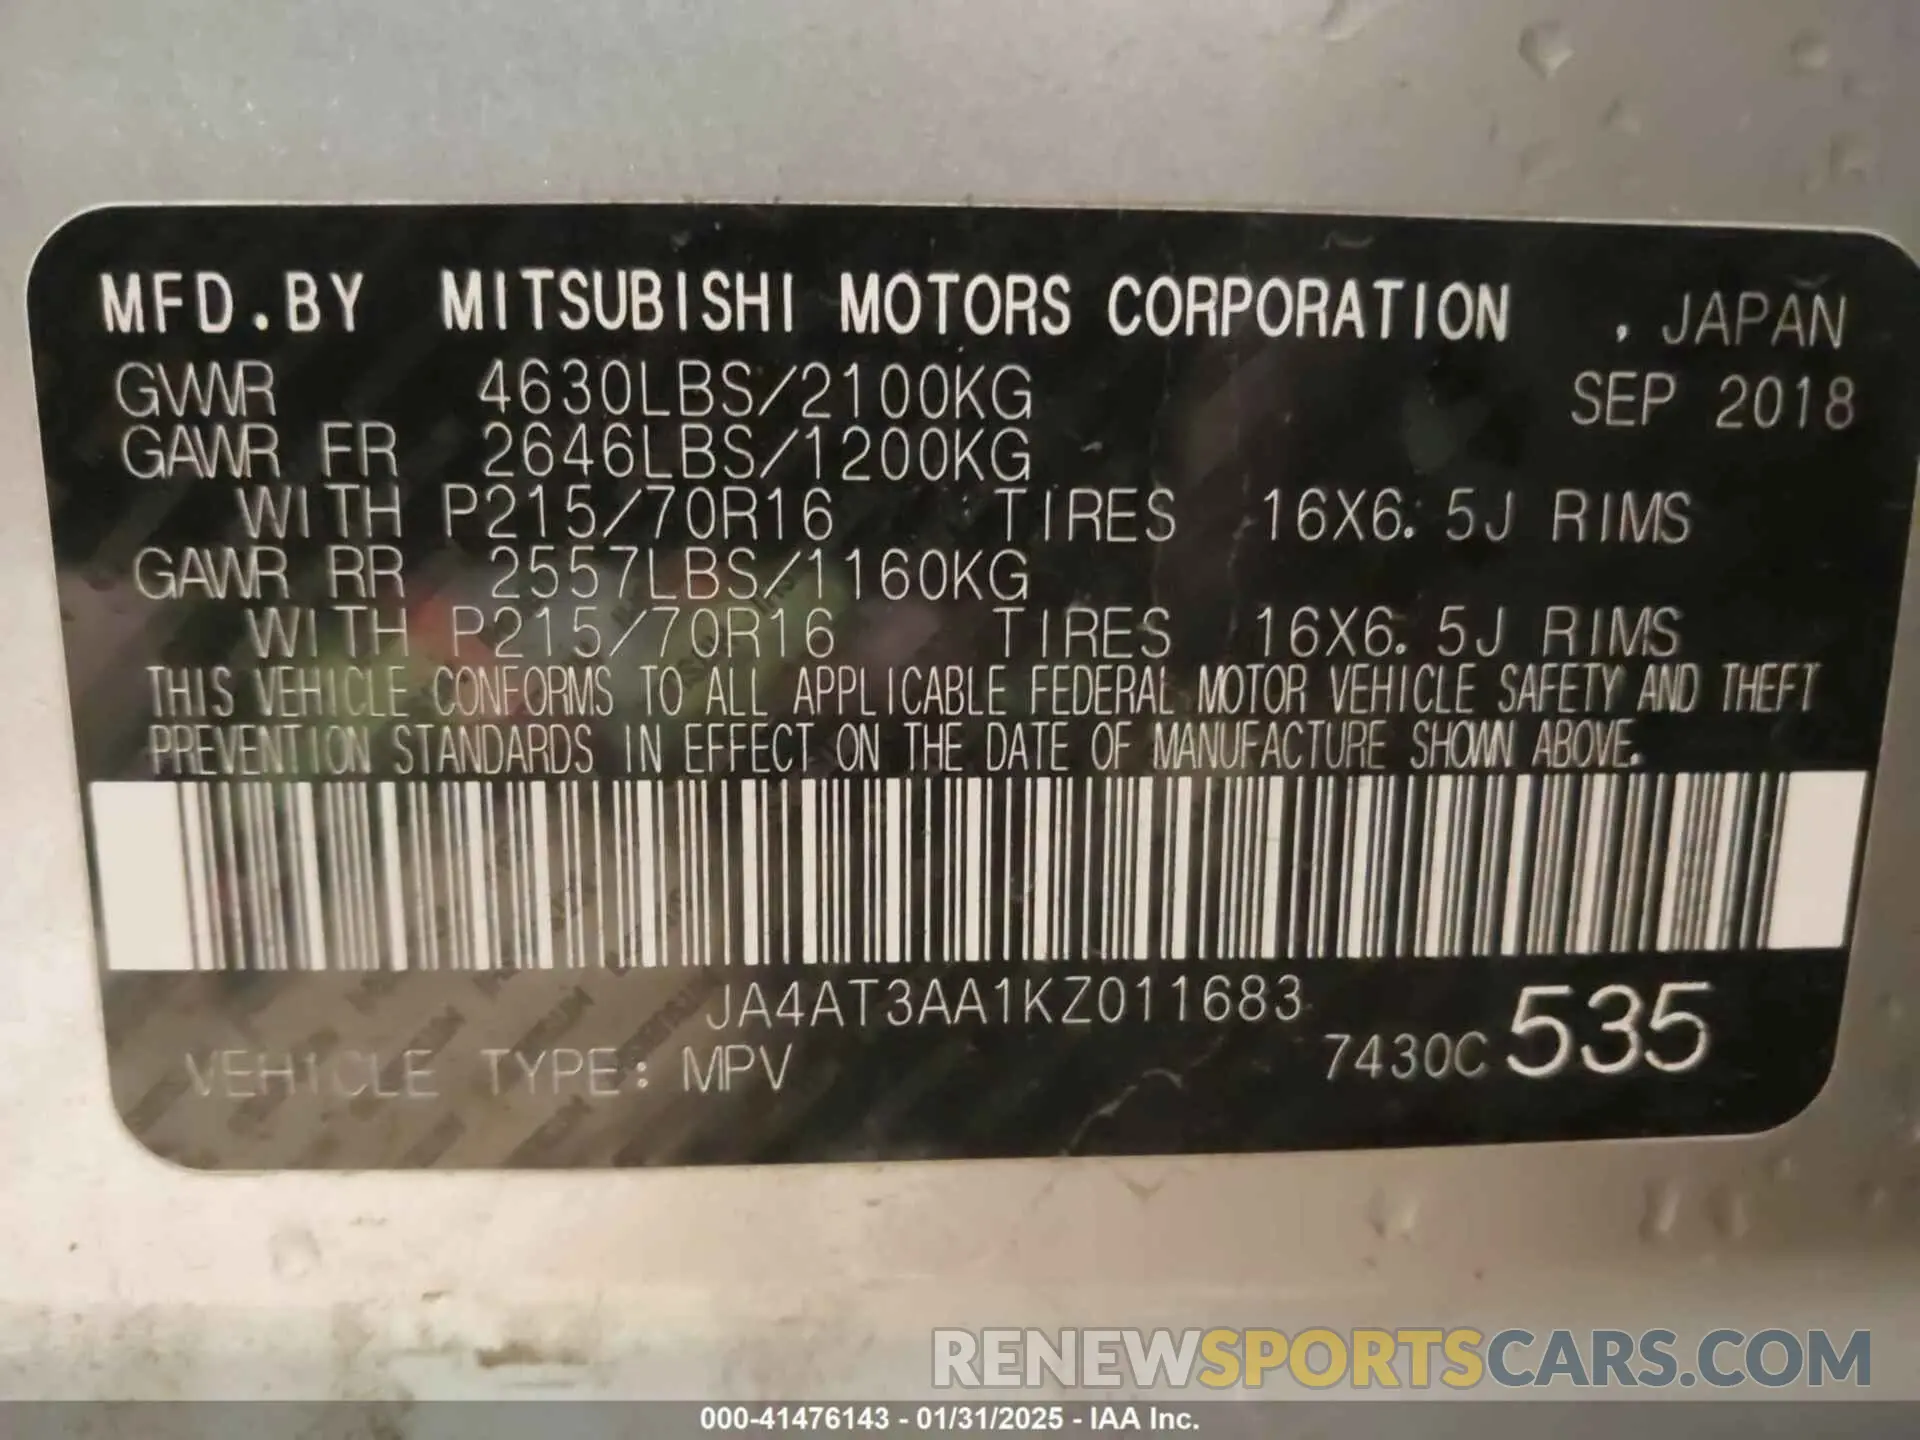 MFD.BY MITSUBISHI MOTORS CORPORATION , JAPAN
GVWR 4630LBS/2100KG SEP 2018
GAWR FR 2646LBS/1200KG
WITH P215/70R16 TIRES 16X6.5J RIMS
GAWR RR 2557LBS/1160KG
WITH P215/70R16 TIRES 16X6.5J RIMS
THIS VEHICLE CONFORMS TO ALL APPLICABLE FEDERAL MOTOR VEHICLE SAFETY AND THEFT
PREVENTION STANDARDS IN EFFECT ON THE DATE OF MANUFACTURE SHOWN ABOVE.
JA4AT3AA1KZ011683
VEHICLE TYPE: MPV 7430C 535
RENEWSPORTSCARS.COM
000-41476143 - 01/31/2025 - IAA Inc.